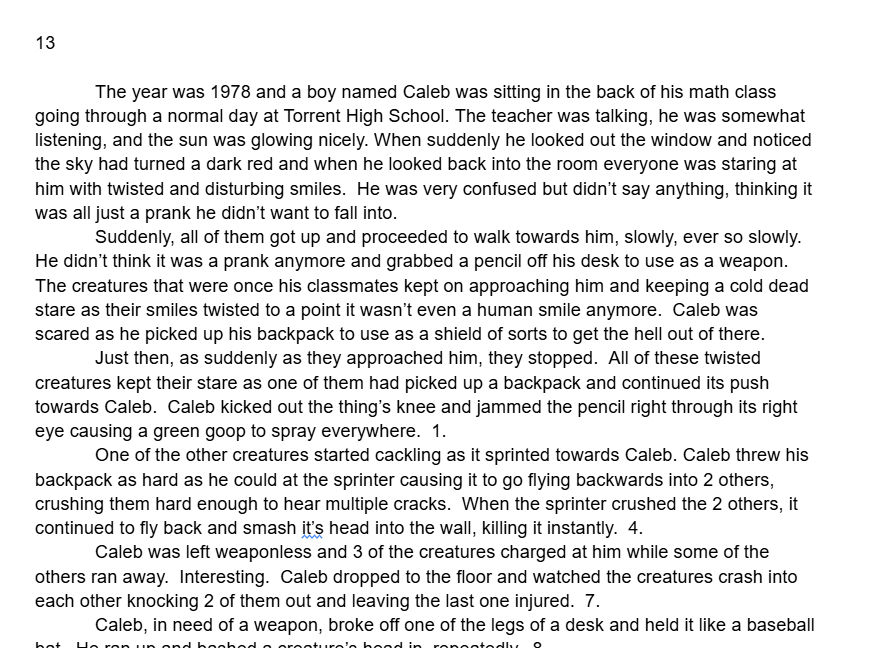 13
The year was 1978 and a boy named Caleb was sitting in the back of his math class
going through a normal day at Torrent High School. The teacher was talking, he was somewhat
listening, and the sun was glowing nicely. When suddenly he looked out the window and noticed
the sky had turned a dark red and when he looked back into the room everyone was staring at
him with twisted and disturbing smiles.  He was very confused but didn’t say anything, thinking it
was all just a prank he didn’t want to fall into.
Suddenly, all of them got up and proceeded to walk towards him, slowly, ever so slowly.
He didn’t think it was a prank anymore and grabbed a pencil off his desk to use as a weapon.
The creatures that were once his classmates kept on approaching him and keeping a cold dead
stare as their smiles twisted to a point it wasn’t even a human smile anymore.  Caleb was
scared as he picked up his backpack to use as a shield of sorts to get the hell out of there.
Just then, as suddenly as they approached him, they stopped.  All of these twisted
creatures kept their stare as one of them had picked up a backpack and continued its push
towards Caleb.  Caleb kicked out the thing’s knee and jammed the pencil right through its right
eye causing a green goop to spray everywhere.  1.
One of the other creatures started cackling as it sprinted towards Caleb. Caleb threw his
backpack as hard as he could at the sprinter causing it to go flying backwards into 2 others,
crushing them hard enough to hear multiple cracks.  When the sprinter crushed the 2 others, it
continued to fly back and smash it’s head into the wall, killing it instantly.  4.
Caleb was left weaponless and 3 of the creatures charged at him while some of the
others ran away.  Interesting.  Caleb dropped to the floor and watched the creatures crash into
each other knocking 2 of them out and leaving the last one injured.  7.
Caleb, in need of a weapon, broke off one of the legs of a desk and held it like a baseball
bat.  He ran up and bashed a creature’s head in, repeatedly.  8